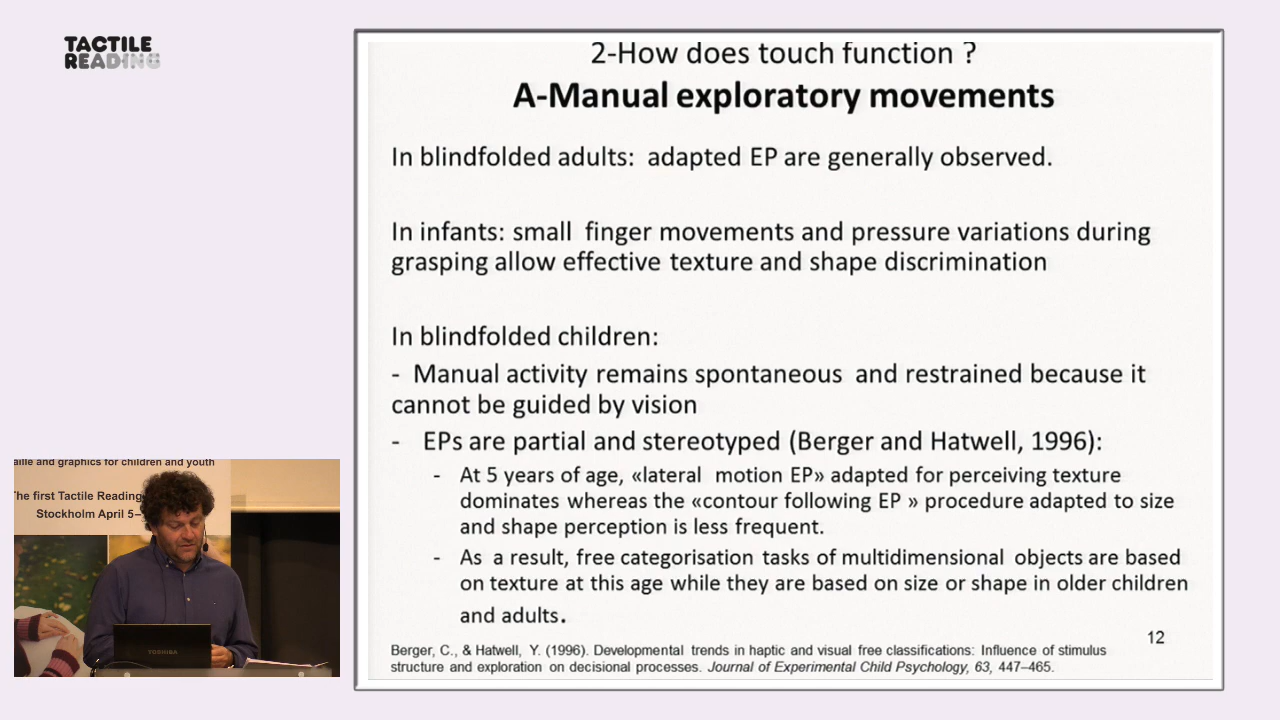 TACTILE
READING
2-How does touch function ?
A-Manual exploratory movements
In blindfolded adults: adapted EP are generally observed.
In infants: small finger movements and pressure variations during
grasping allow effective texture and shape discrimination
In blindfolded children:
- Manual activity remains spontaneous and restrained because it
cannot be guided by vision
- EPs are partial and stereotyped (Berger and Hatwell, 1996):
- At 5 years of age, «lateral motion EP» adapted for perceiving texture
dominates whereas the «contour following EP » procedure adapted to size
and shape perception is less frequent.
- As a result, free categorisation tasks of multidimensional objects are based
on texture at this age while they are based on size or shape in older children
and adults.
12
Berger, C., & Hatwell, Y. (1996). Developmental trends in haptic and visual free classifications: Influence of stimulus
structure and exploration on decisional processes. Journal of Experimental Child Psychology, 63, 447–465.
aille and graphics for children and youth
The first Tactile Reading
Stockholm April 5–
TOSHIBA